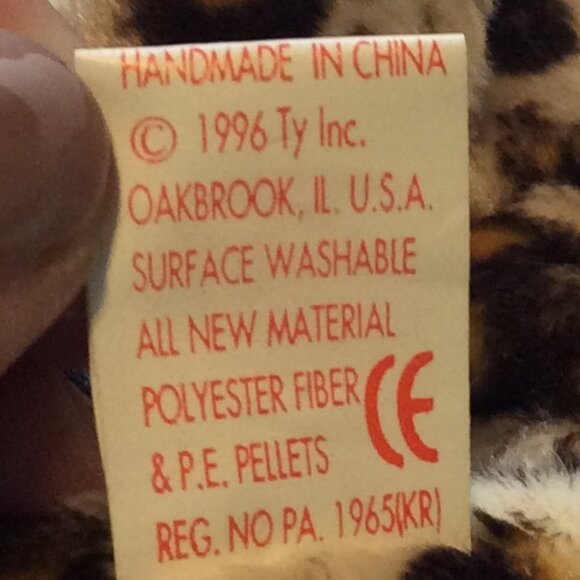 HANDMADE IN CHINA
© 1996 Ty Inc.
OAKBROOK, IL. U.S.A.
SURFACE WASHABLE
ALL NEW MATERIAL
POLYESTER FIBER
& P.E. PELLETS
CE
REG. NO PA. 1965(KR)